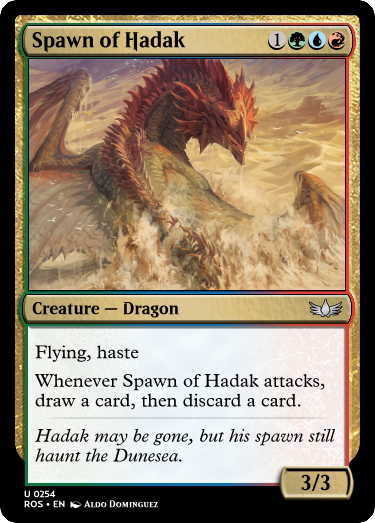 Spawn of Hadak
1
Creature — Dragon
Flying, haste
Whenever Spawn of Hadak attacks,
draw a card, then discard a card.
Hadak may be gone, but his spawn still
haunt the Dunesea.
3/3
U 0254
ROS • EN Aldo Dominguez